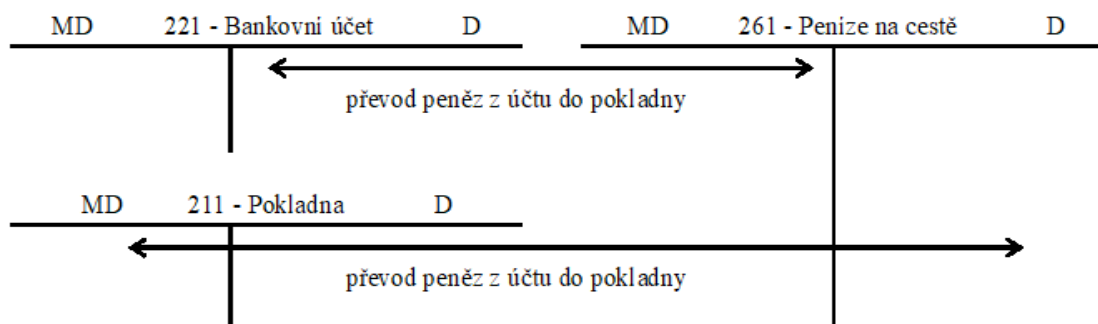 MD 221 - Bankovni účet D MD 261 - Penize na cestě D
převod peněz z účtu do pokladny
MD 211 - Pokladna D
převod peněz z účtu do pokladny